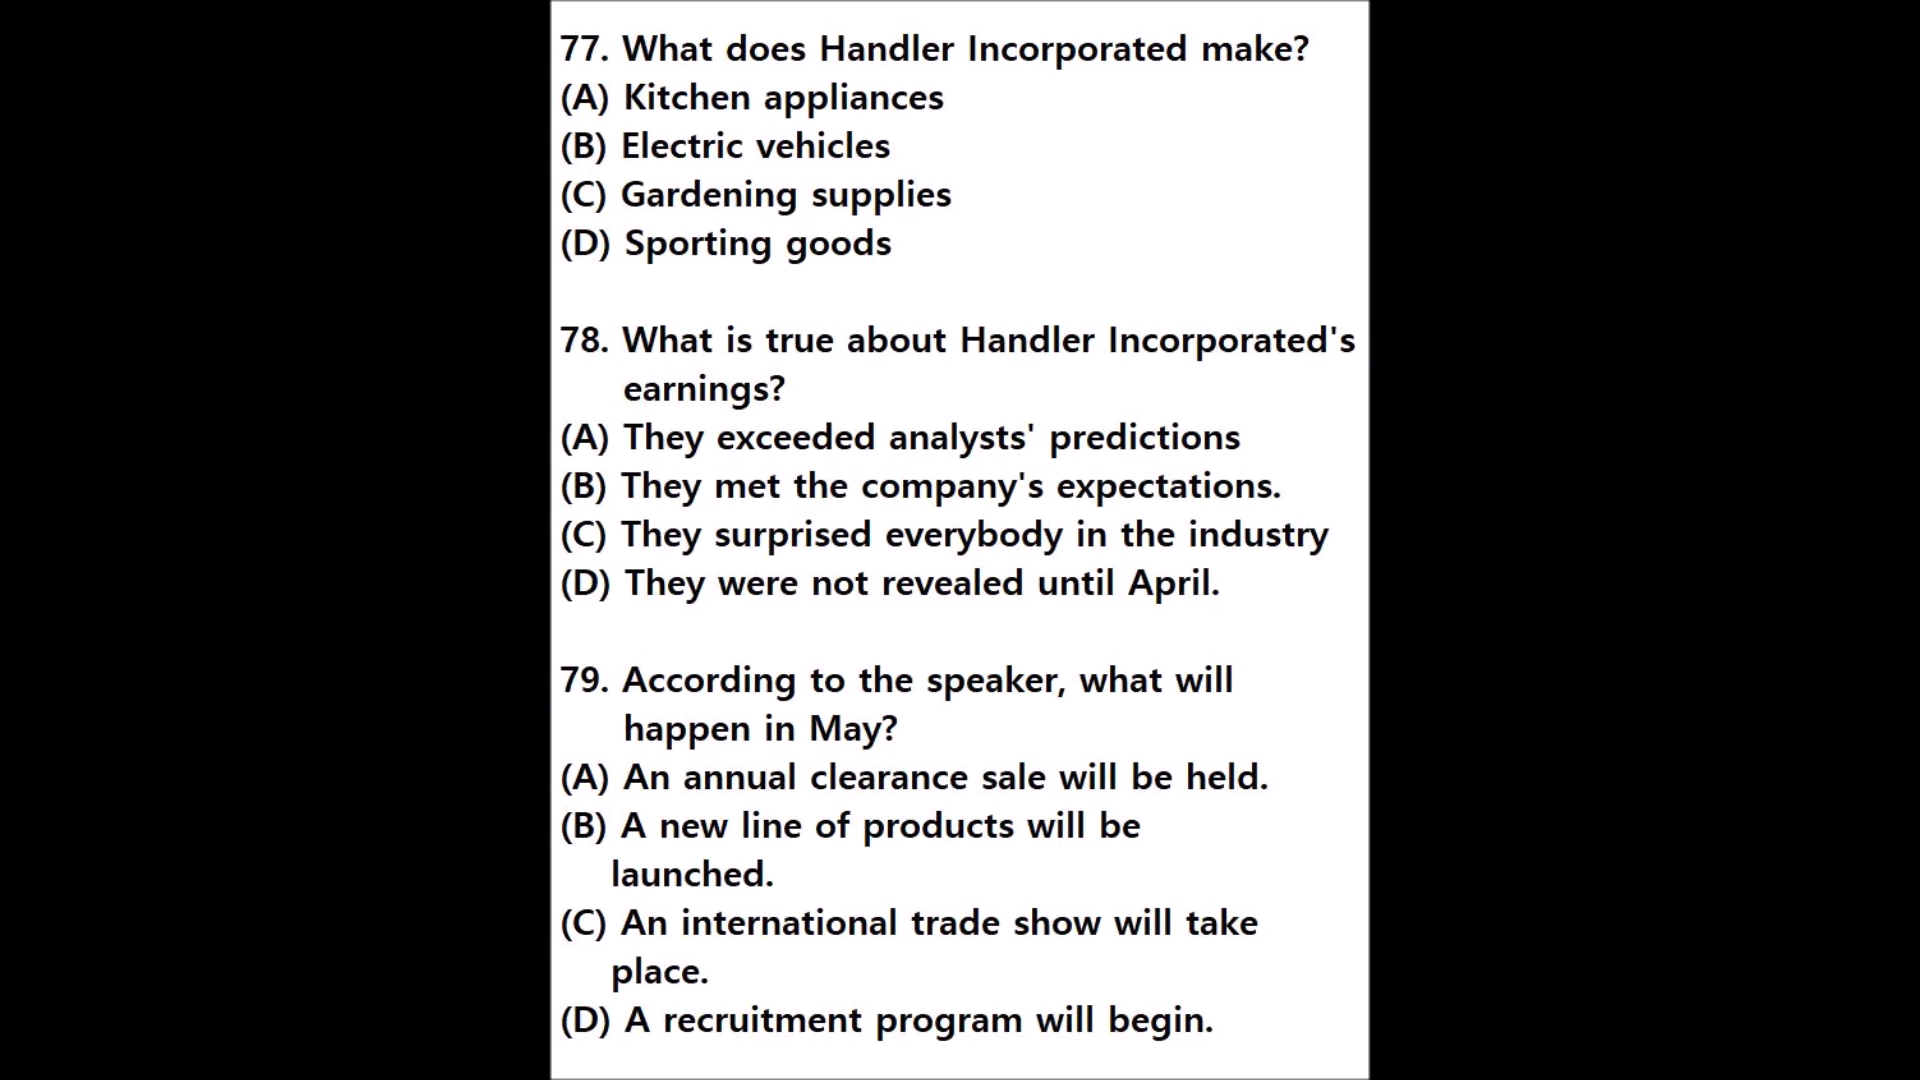 77. What does Handler Incorporated make?
(A) Kitchen appliances
(B) Electric vehicles
(C) Gardening supplies
(D) Sporting goods
78. What is true about Handler Incorporated's
earnings?
(A) They exceeded analysts' predictions
(B) They met the company's expectations.
(C) They surprised everybody in the industry
(D) They were not revealed until April.
79. According to the speaker, what will
happen in May?
(A) An annual clearance sale will be held.
(B) A new line of products will be
launched.
(C) An international trade show will take
place.
(D) A recruitment program will begin.